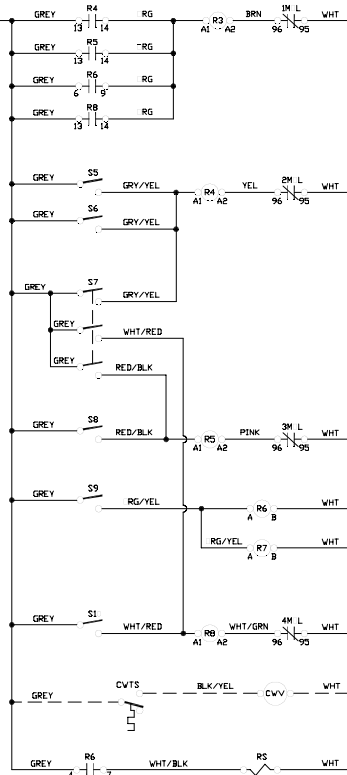 GREY R4 RG R3 BRN 1M L WHT
13 14 A1 A2 96 95
R5 RG
13 14
R6 RG
6 9
R8 RG
13 14
GREY S5 GRY/YEL R4 YEL 2M L WHT
A1 A2 96 95
GREY S6 GRY/YEL
GREY S7 GRY/YEL
GREY WHT/RED
GREY RED/BLK
GREY S8 RED/BLK R5 PINK 3M L WHT
A1 A2 96 95
GREY S9 RG/YEL R6 WHT
A B
RG/YEL R7 WHT
A B
GREY S1 WHT/RED R8 WHT/GRN 4M L WHT
A1 A2 96 95
GREY CWTS BLK/YEL CWV WHT
GREY R6 WHT/BLK RS WHT